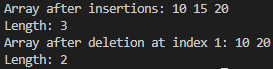 Array after insertions: 10 15 20
Length: 3
Array after deletion at index 1: 10 20
Length: 2